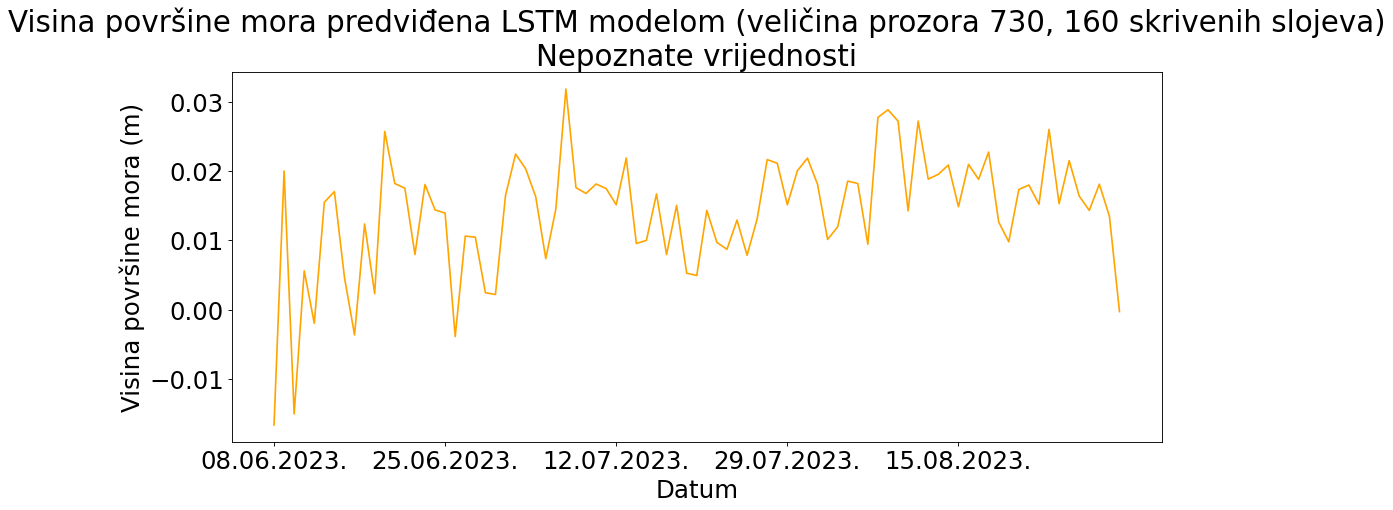 Visina površine mora predviđena LSTM modelom (veličina prozora 730, 160 skrivenih slojeva)
Nepoznate vrijednosti
Visina površine mora (m)
0.03
0.02
0.01
0.00
−0.01
08.06.2023. 25.06.2023. 12.07.2023. 29.07.2023. 15.08.2023.
Datum